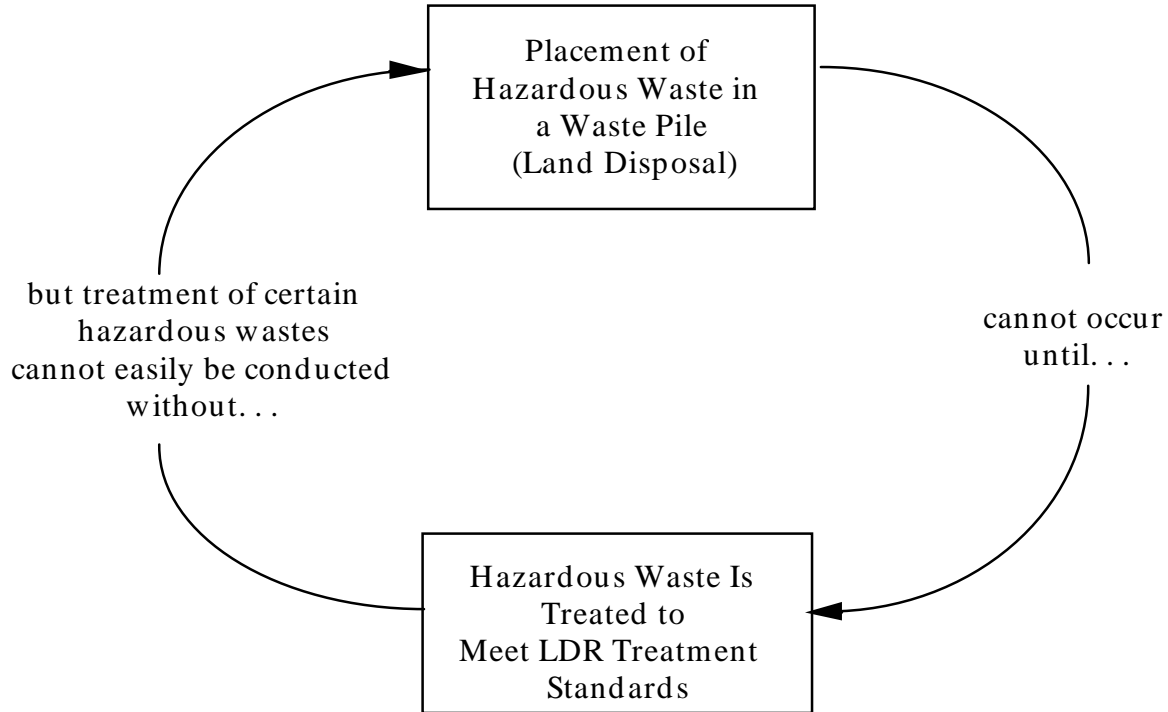 Placement of
Hazardous Waste in
a Waste Pile
(Land Disposal)
cannot occur
until. . .
Hazardous Waste Is
Treated to
Meet LDR Treatment
Standards
but treatment of certain
hazardous wastes
cannot easily be conducted
without. . .